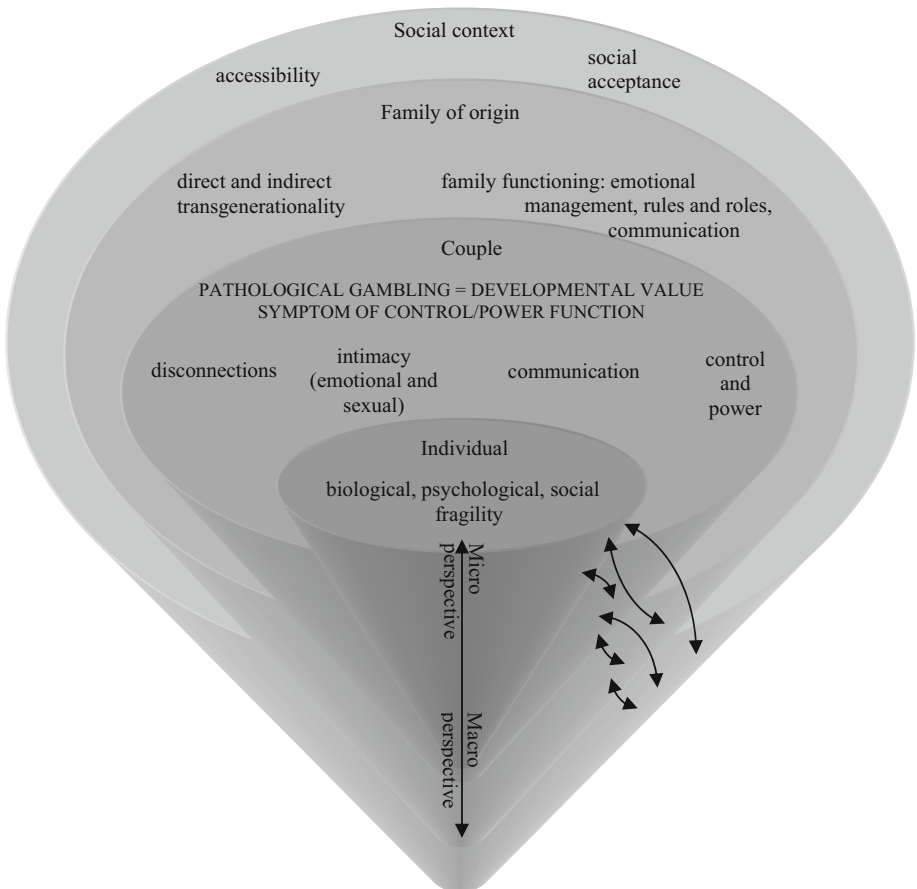 Social context
accessibility
social
acceptance
Family of origin
direct and indirect
transgenerationality
family functioning: emotional
management, rules and roles,
communication
Couple
PATHOLOGICAL GAMBLING = DEVELOPMENTAL VALUE
SYMPTOM OF CONTROL/POWER FUNCTION
disconnections
intimacy
(emotional and
sexual)
communication
control
and
power
Individual
biological, psychological, social
fragility
Micro
perspective
Macro
perspective